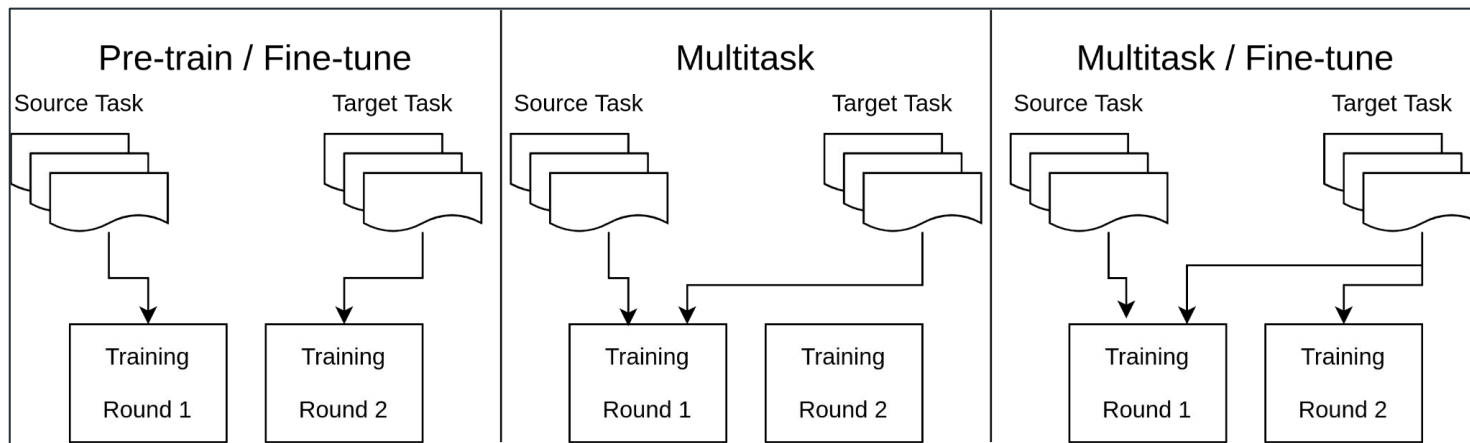 Pre-train / Fine-tune
Source Task
Target Task
Training
Round 1
Training
Round 2
Multitask
Source Task
Target Task
Training
Round 1
Training
Round 2
Multitask / Fine-tune
Source Task
Target Task
Training
Round 1
Training
Round 2